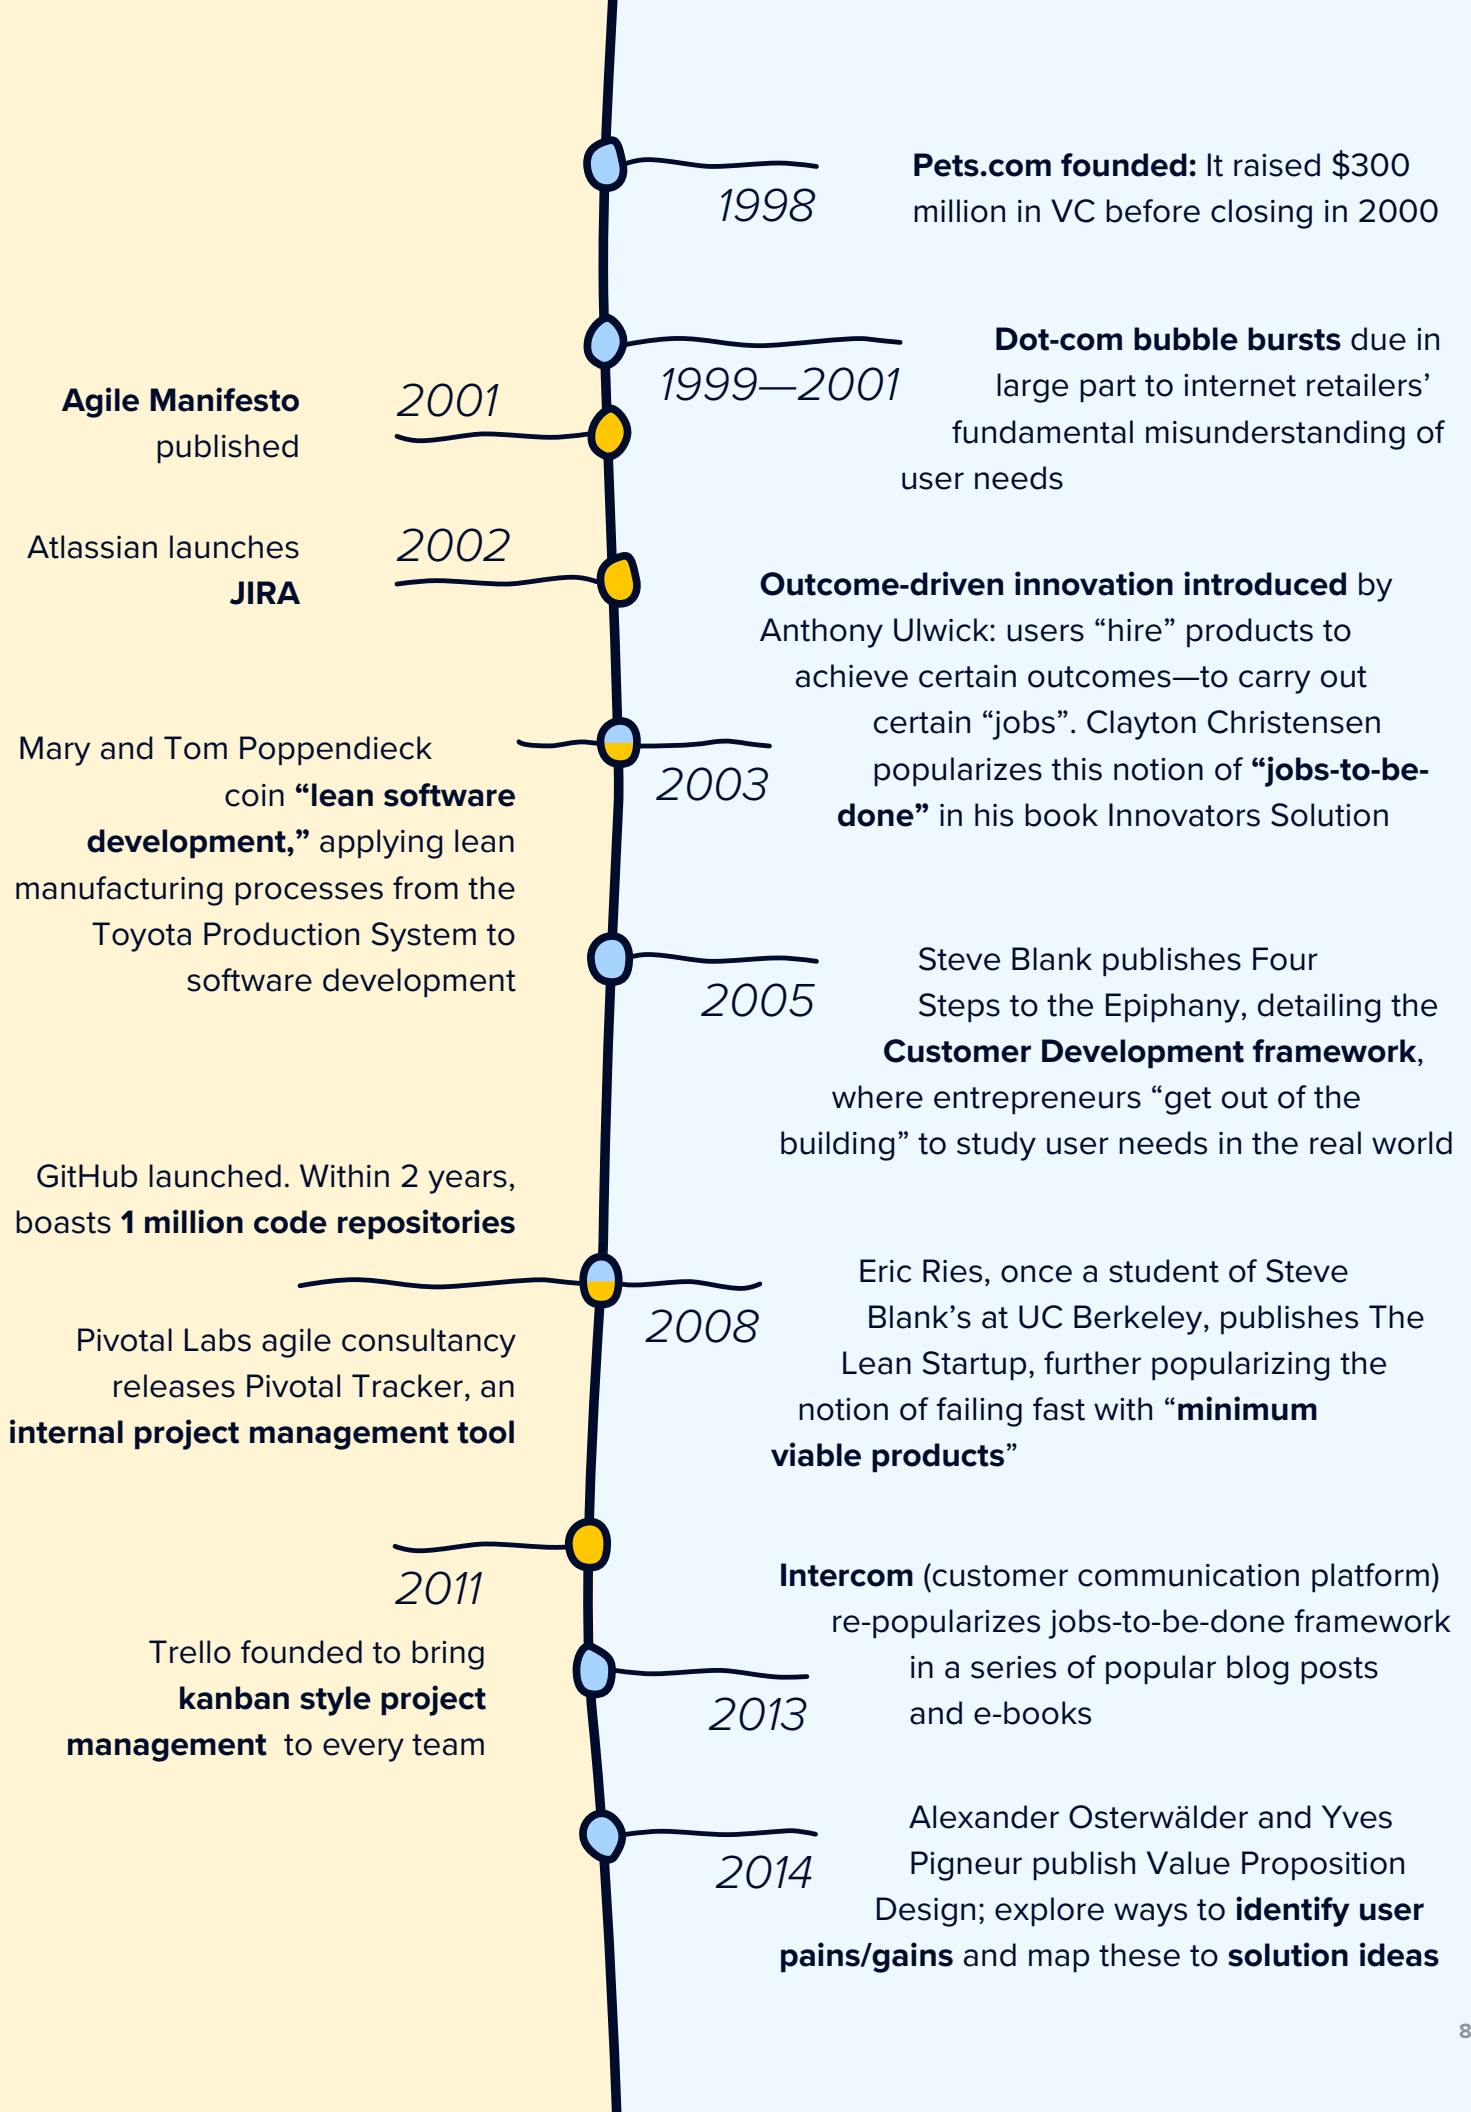 1998
Pets.com founded: It raised $300
million in VC before closing in 2000
1999—2001
Dot-com bubble bursts due in
large part to internet retailers’
fundamental misunderstanding of
user needs
2001
Agile Manifesto
published
2002
Atlassian launches
JIRA
2003
Outcome-driven innovation introduced by
Anthony Ulwick: users “hire” products to
achieve certain outcomes—to carry out
certain “jobs”. Clayton Christensen
popularizes this notion of “jobs-to-be-
done” in his book Innovators Solution
Mary and Tom Poppendieck
coin “lean software
development,” applying lean
manufacturing processes from the
Toyota Production System to
software development
2005
Steve Blank publishes Four
Steps to the Epiphany, detailing the
Customer Development framework,
where entrepreneurs “get out of the
building” to study user needs in the real world
GitHub launched. Within 2 years,
boasts 1 million code repositories
2008
Pivotal Labs agile consultancy
releases Pivotal Tracker, an
internal project management tool
Eric Ries, once a student of Steve
Blank’s at UC Berkeley, publishes The
Lean Startup, further popularizing the
notion of failing fast with “minimum
viable products”
2011
Trello founded to bring
kanban style project
management to every team
2013
Intercom (customer communication platform)
re-popularizes jobs-to-be-done framework
in a series of popular blog posts
and e-books
2014
Alexander Osterwälder and Yves
Pigneur publish Value Proposition
Design; explore ways to identify user
pains/gains and map these to solution ideas
8